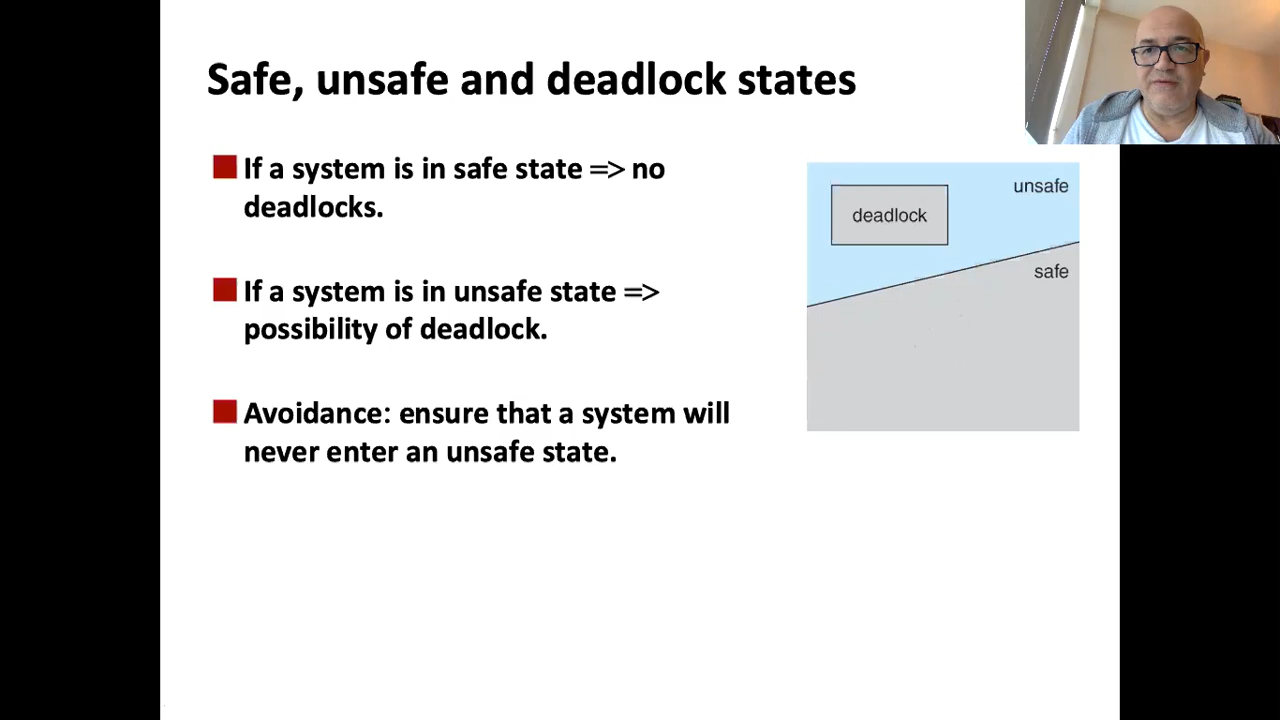 Safe, unsafe and deadlock states
If a system is in safe state => no
deadlocks.
If a system is in unsafe state =>
possibility of deadlock.
Avoidance: ensure that a system will
never enter an unsafe state.
unsafe
deadlock
safe